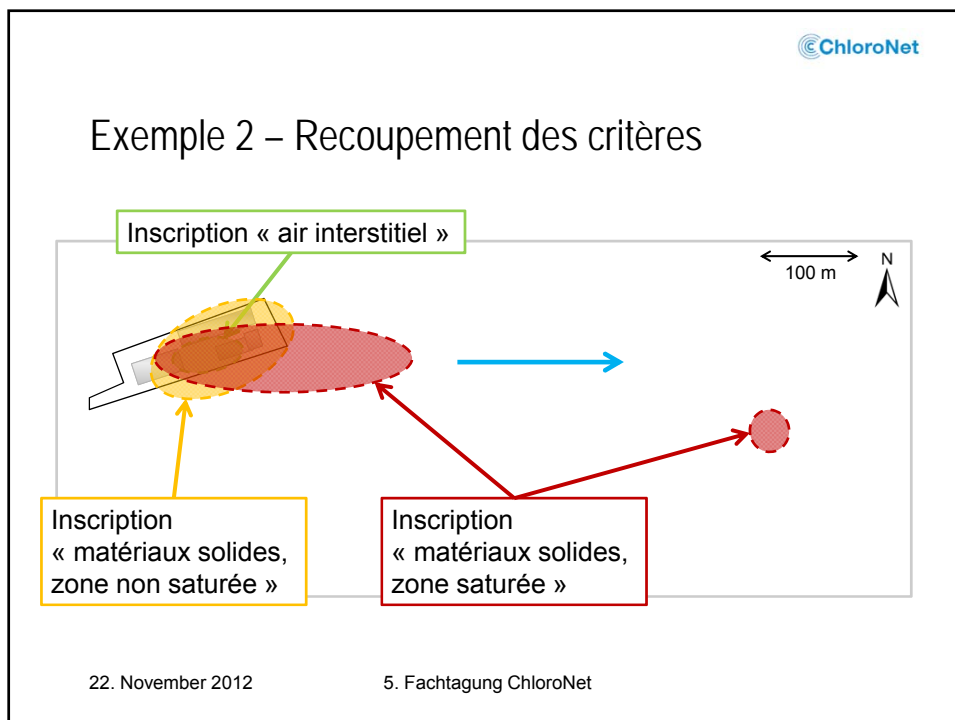 ChloroNet
Exemple 2 – Recoupement des critères
Inscription « air interstitiel »
100 m
N
Inscription
« matériaux solides,
zone non saturée »
Inscription
« matériaux solides,
zone saturée »
22. November 2012
5. Fachtagung ChloroNet